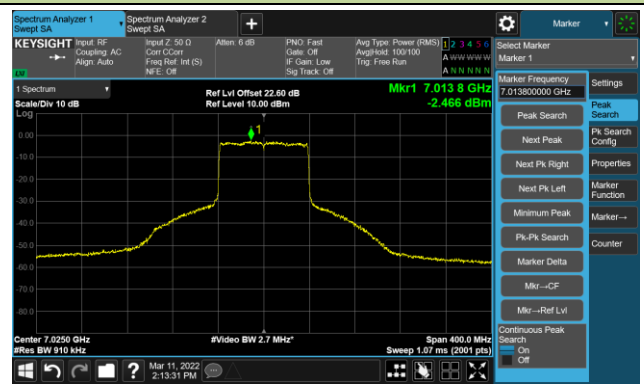 Spectrum Analyzer 1
Swept SA
Spectrum Analyzer 2
Swept SA
+
Marker
KEYSIGHT
Input: RF
Coupling: AC
Align: Auto
Input Z: 50 Ω
Corr CCorr
Freq Ref: Int (S)
NFE: Off
Atten: 6 dB
PNO: Fast
Gate: Off
IF Gain: Low
Sig Track: Off
Avg Type: Power (RMS)
Avg|Hold: 100/100
Trig: Free Run
1 2 3 4 5 6
A W W W W W
A N N N N N
LXI
Select Marker
Marker 1
1 Spectrum
Scale/Div 10 dB
Log
Ref Lvl Offset 22.60 dB
Ref Level 10.00 dBm
Mkr1 7.013 8 GHz
-2.466 dBm
1
0.00
-10.0
-20.0
-30.0
-40.0
-50.0
-60.0
-70.0
-80.0
Center 7.0250 GHz
#Res BW 910 kHz
#Video BW 2.7 MHz*
Span 400.0 MHz
Sweep 1.07 ms (2001 pts)
Marker Frequency
7.013800000 GHz
Peak Search
Next Peak
Next Pk Right
Next Pk Left
Minimum Peak
Pk-Pk Search
Marker Delta
Mkr→CF
Mkr→Ref Lvl
Continuous Peak
Search
On
Off
Settings
Peak
Search
Pk Search
Config
Properties
Marker
Function
Marker→
Counter
?
Mar 11, 2022
2:13:31 PM